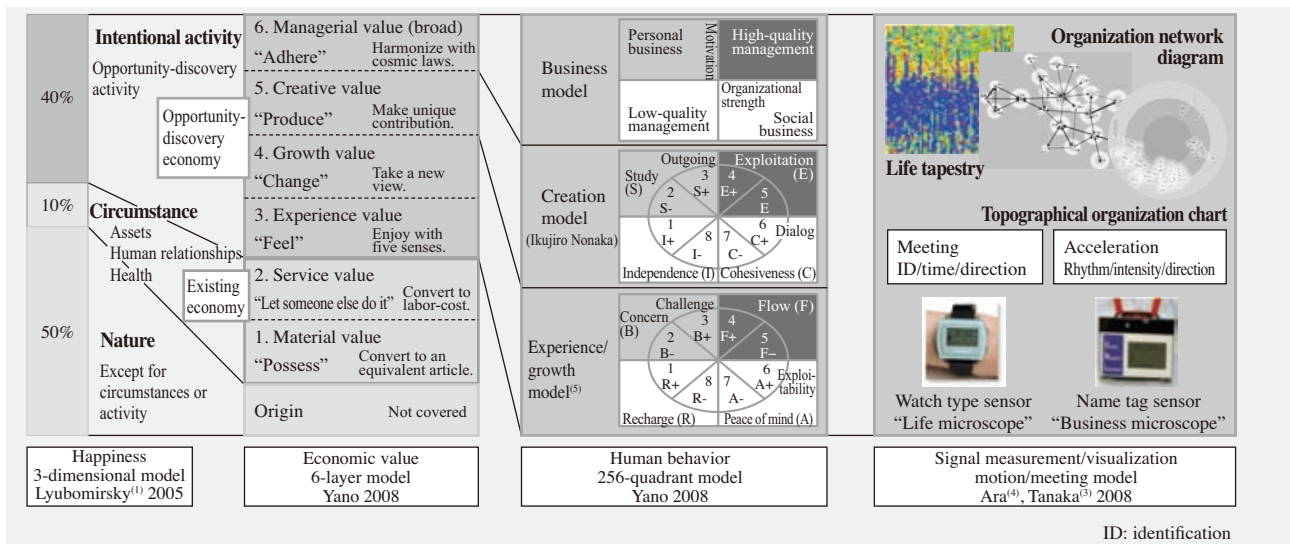 40%
10%
50%
Intentional activity
Opportunity-discovery
activity
Opportunity-
discovery
economy
Circumstance
Assets
Human relationships
Health
Existing
economy
Nature
Except for
circumstances or
activity
6. Managerial value (broad)
“Adhere”
Harmonize with
cosmic laws.
5. Creative value
“Produce”
Make unique
contribution.
4. Growth value
“Change”
Take a new
view.
3. Experience value
“Feel”
Enjoy with
five senses.
2. Service value
“Let someone else do it”
Convert to
labor-cost.
1. Material value
“Possess”
Convert to an
equivalent article.
Origin
Not covered
Business
model
Personal
business
Motivation
High-quality
management
Low-quality
management
Organizational
strength
Social
business
Creation
model
(Ikujiro Nonaka)
Outgoing
Exploitation
(E)
Study
(S)
3
S+
4
E+
2
S-
5
E
1
I+
6
C+
Dialog
8
I-
7
C-
Independence (I)
Cohesiveness (C)
Experience/
growth
model(5)
Challenge
Flow (F)
Concern
(B)
3
B+
4
F+
2
B-
5
F–
1
R+
6
A+
Exploi-
tability
8
R-
7
A-
Recharge (R)
Peace of mind (A)
Organization network
diagram
Life tapestry
Topographical organization chart
Meeting
ID/time/direction
Acceleration
Rhythm/intensity/direction
Watch type sensor
“Life microscope”
Name tag sensor
“Business microscope”
Happiness
3-dimensional model
Lyubomirsky(1) 2005
Economic value
6-layer model
Yano 2008
Human behavior
256-quadrant model
Yano 2008
Signal measurement/visualization
motion/meeting model
Ara(4), Tanaka(3) 2008
ID: identification